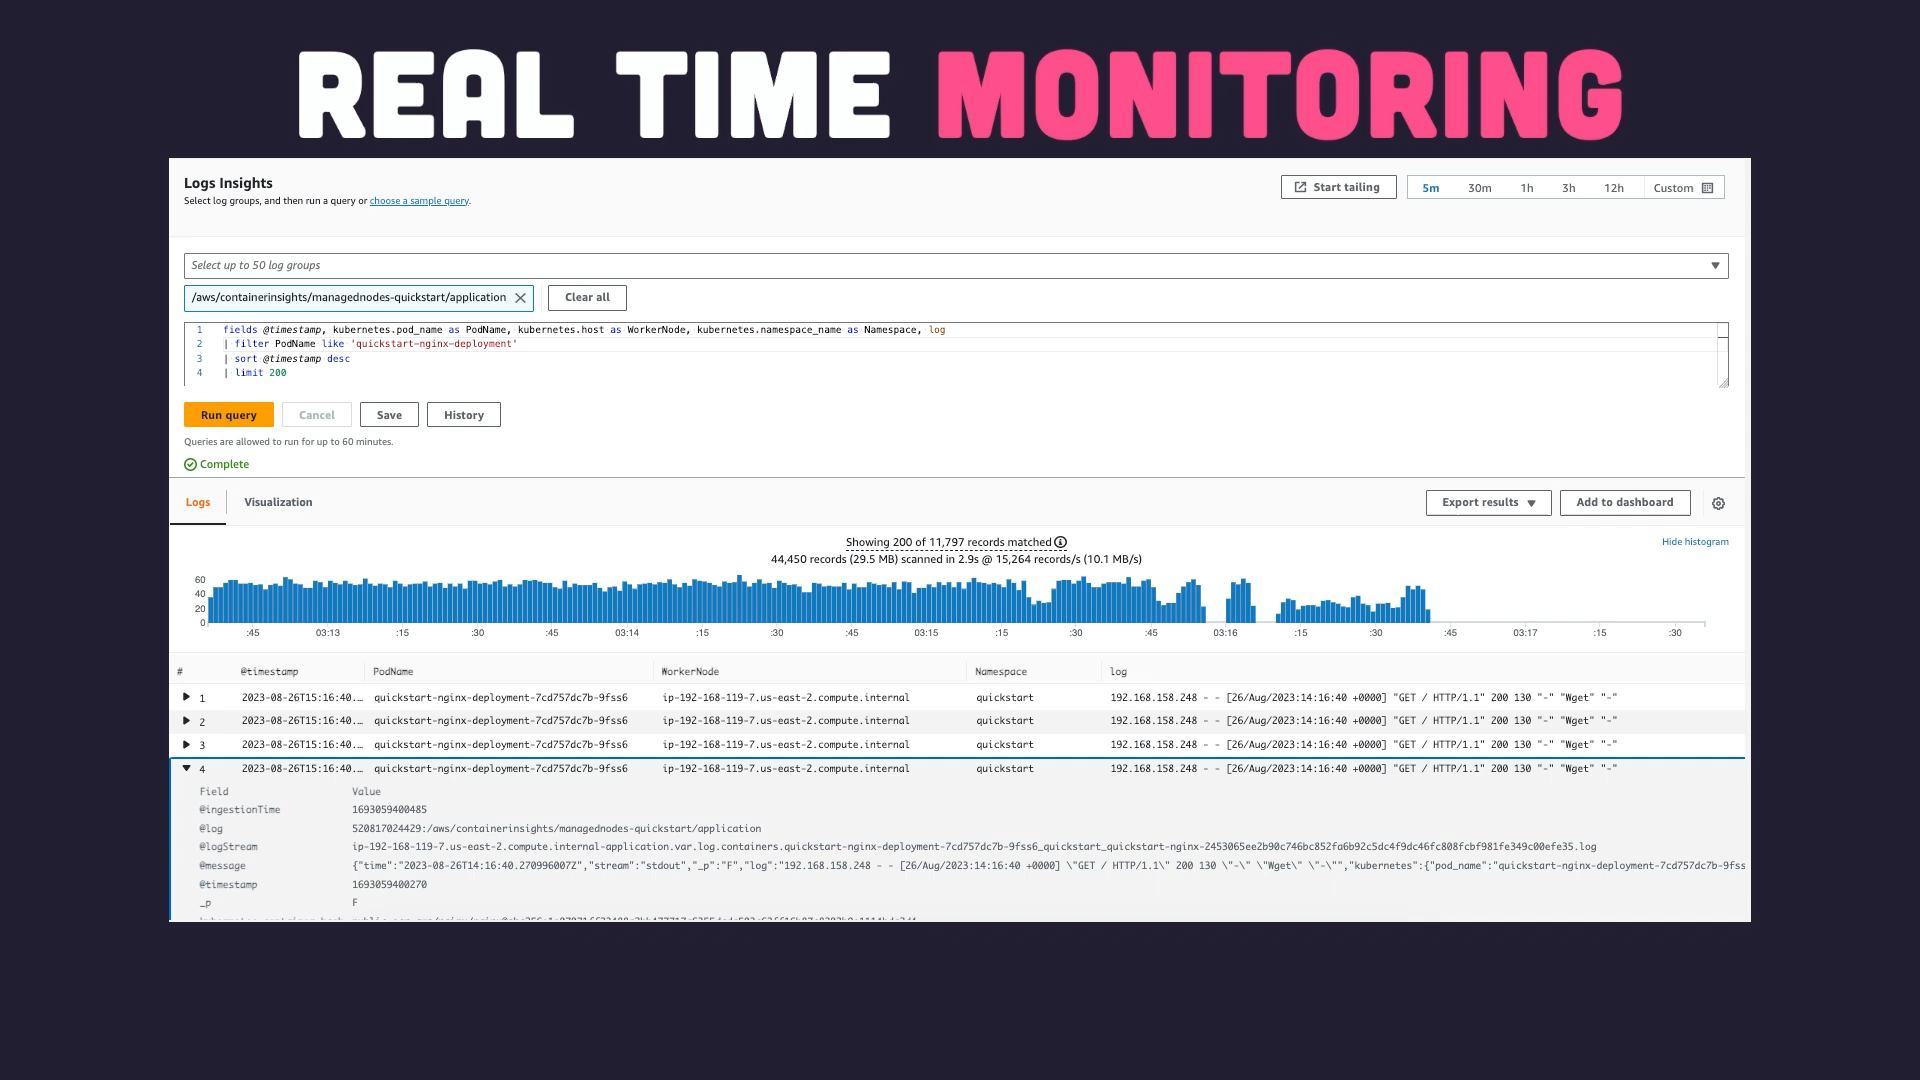 REAL TIME MONITORING
Logs Insights
Select log groups, and then run a query or choose a sample query.
Start tailing
5m 30m 1h 3h 12h Custom
Select up to 50 log groups
/aws/containerinsights/managednodes-quickstart/application
Clear all
1 fields @timestamp, kubernetes.pod_name as PodName, kubernetes.host as WorkerNode, kubernetes.namespace_name as Namespace, log
2 | filter PodName like 'quickstart-nginx-deployment'
3 | sort @timestamp desc
4 | limit 200
Run query Cancel Save History
Queries are allowed to run for up to 60 minutes.
Complete
Logs Visualization Export results Add to dashboard
Showing 200 of 11,797 records matched
Hide histogram
44,450 records (29.5 MB) scanned in 2.9s @ 15,264 records/s (10.1 MB/s)
60
40
20
0
:45 03:13 :15 :30 :45 03:14 :15 :30 :45 03:15 :15 :30 :45 03:16 :15 :30 :45 03:17 :15 :30
# @timestamp PodName WorkerNode Namespace log
1 2023-08-26T15:16:40.... quickstart-nginx-deployment-7cd757dc7b-9fss6 ip-192-168-119-7.us-east-2.compute.internal quickstart 192.168.158.248 - - [26/Aug/2023:14:16:40 +0000] "GET / HTTP/1.1" 200 130 "-" "Wget" "-"
2 2023-08-26T15:16:40.... quickstart-nginx-deployment-7cd757dc7b-9fss6 ip-192-168-119-7.us-east-2.compute.internal quickstart 192.168.158.248 - - [26/Aug/2023:14:16:40 +0000] "GET / HTTP/1.1" 200 130 "-" "Wget" "-"
3 2023-08-26T15:16:40.... quickstart-nginx-deployment-7cd757dc7b-9fss6 ip-192-168-119-7.us-east-2.compute.internal quickstart 192.168.158.248 - - [26/Aug/2023:14:16:40 +0000] "GET / HTTP/1.1" 200 130 "-" "Wget" "-"
4 2023-08-26T15:16:40.... quickstart-nginx-deployment-7cd757dc7b-9fss6 ip-192-168-119-7.us-east-2.compute.internal quickstart 192.168.158.248 - - [26/Aug/2023:14:16:40 +0000] "GET / HTTP/1.1" 200 130 "-" "Wget" "-"
Field Value
@ingestionTime 1693059400485
@log 520817024429:/aws/containerinsights/managednodes-quickstart/application
@logStream ip-192-168-119-7.us-east-2.compute.internal-application.var.log.containers.quickstart-nginx-deployment-7cd757dc7b-9fss6_quickstart_quickstart-nginx-2453065ee2b90c746bc852fa6b92c5dc4f9dc46fc808fcbf981fe349c00efe35.log
@message {"time":"2023-08-26T14:16:40.270996007Z","stream":"stdout","_p":"F","log":"192.168.158.248 - - [26/Aug/2023:14:16:40 +0000] \"GET / HTTP/1.1\" 200 130 \"-\" \"Wget\" \"-\"","kubernetes":{"pod_name":"quickstart-nginx-deployment-7cd757dc7b-9fss
@timestamp 1693059400270
_p F